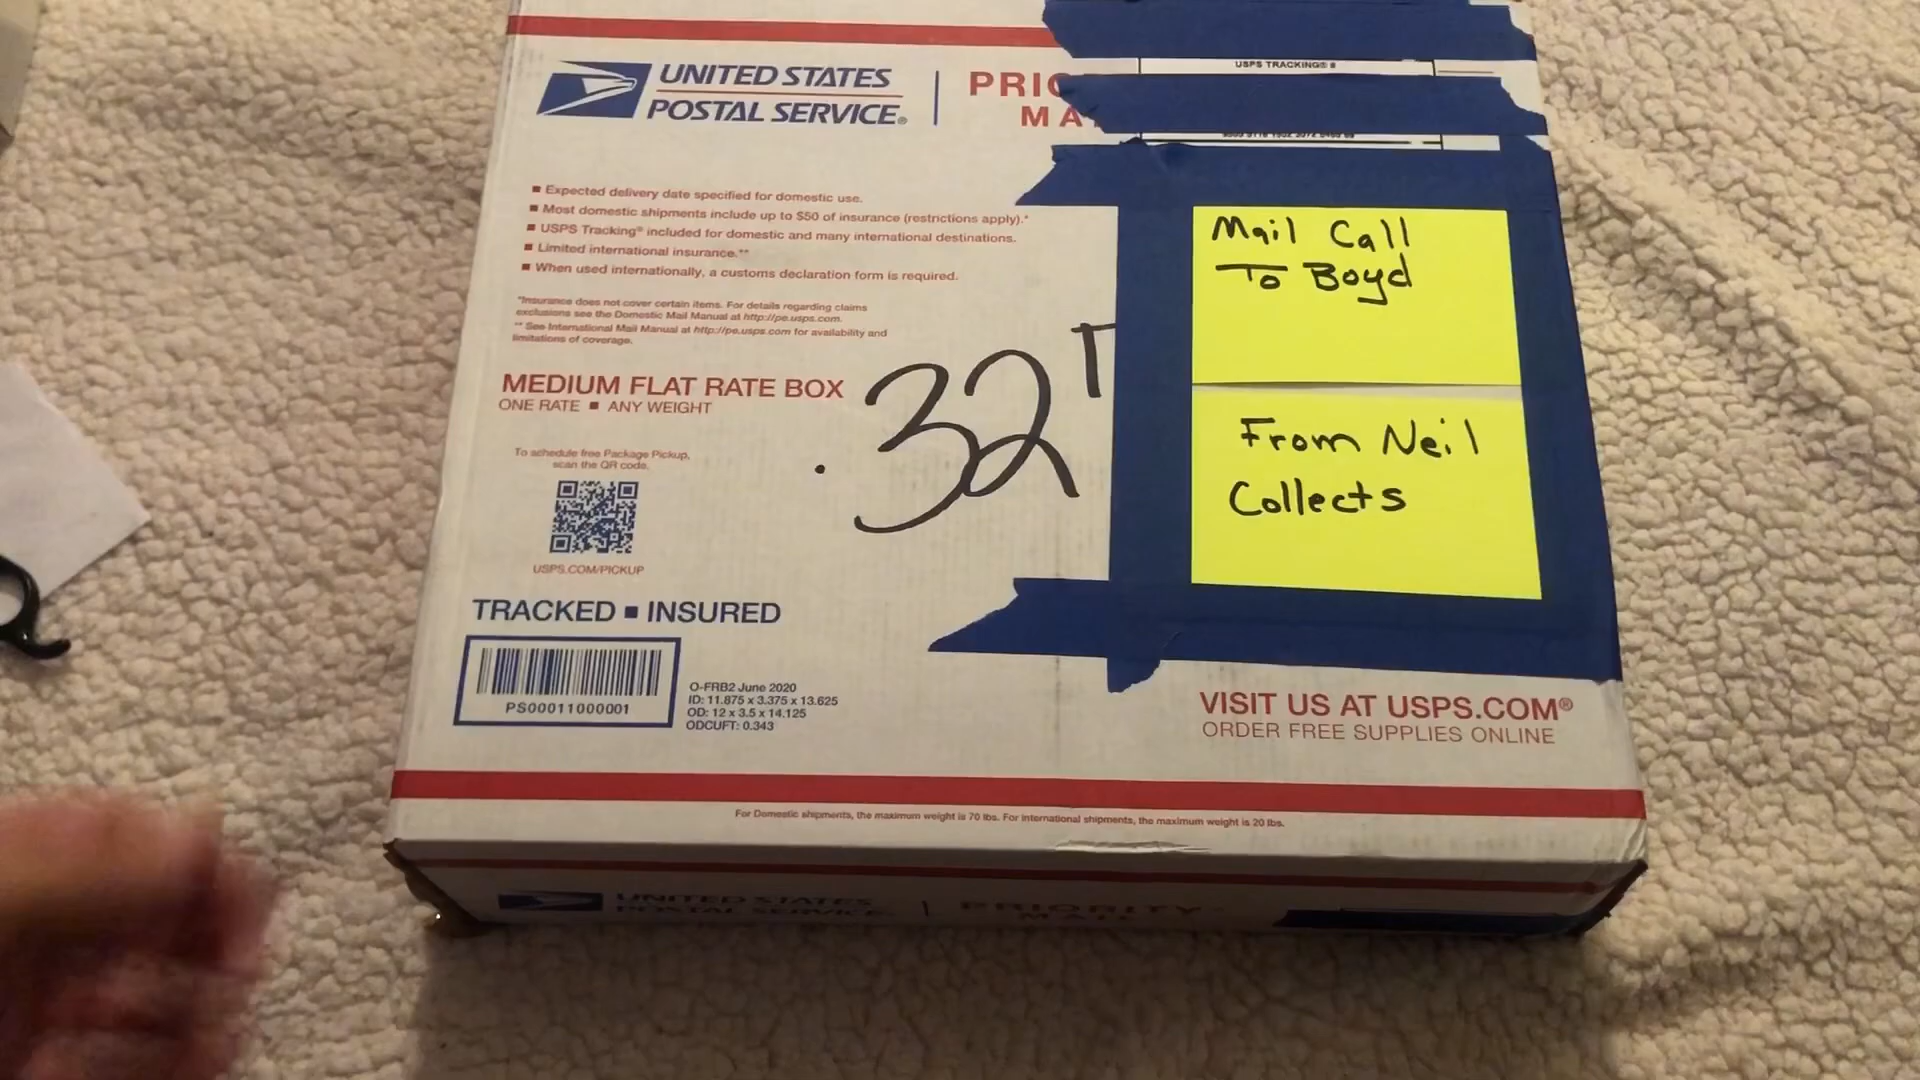 UNITED STATES
POSTAL SERVICE®
PRIO
MA
USPS TRACKING® #
■ Expected delivery date specified for domestic use.
■ Most domestic shipments include up to $50 of insurance (restrictions apply).*
■ USPS Tracking® included for domestic and many international destinations.
■ Limited international insurance.**
■ When used internationally, a customs declaration form is required.
*Insurance does not cover certain items. For details regarding claims
exclusions see the Domestic Mail Manual at http://pe.usps.com.
** See International Mail Manual at http://pe.usps.com for availability and
limitations of coverage.
Mail Call
To Boyd
From Neil
Collects
.32
MEDIUM FLAT RATE BOX
ONE RATE ■ ANY WEIGHT
To schedule free Package Pickup,
scan the QR code.
USPS.COM/PICKUP
TRACKED ■ INSURED
PS00011000001
O-FRB2 June 2020
ID: 11.875 x 3.375 x 13.625
OD: 12 x 3.5 x 14.125
ODCUFT: 0.343
VISIT US AT USPS.COM®
ORDER FREE SUPPLIES ONLINE
For Domestic shipments, the maximum weight is 70 lbs. For international shipments, the maximum weight is 20 lbs.
UNITED STATES
POSTAL SERVICE
PRIORITY
MAIL